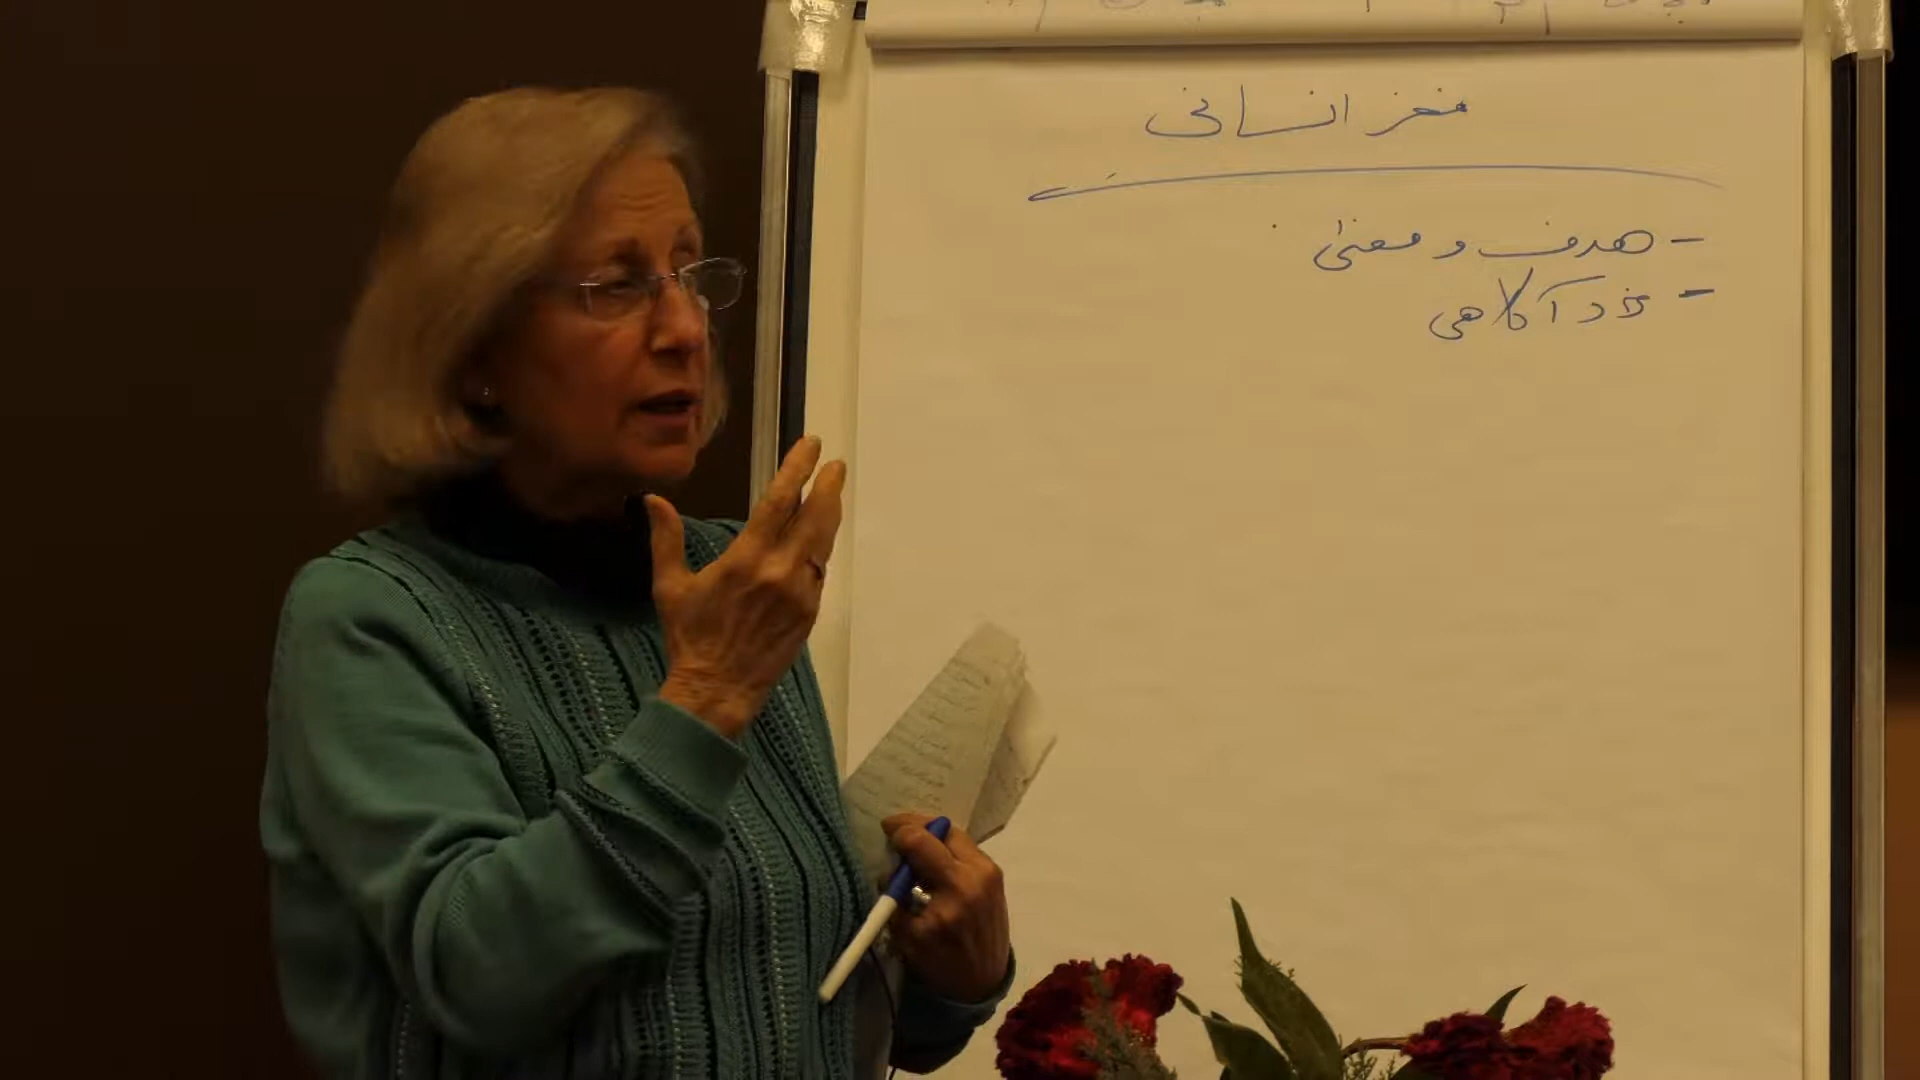 مغز انسانی
- هدف و معنی
- خودآگاهی